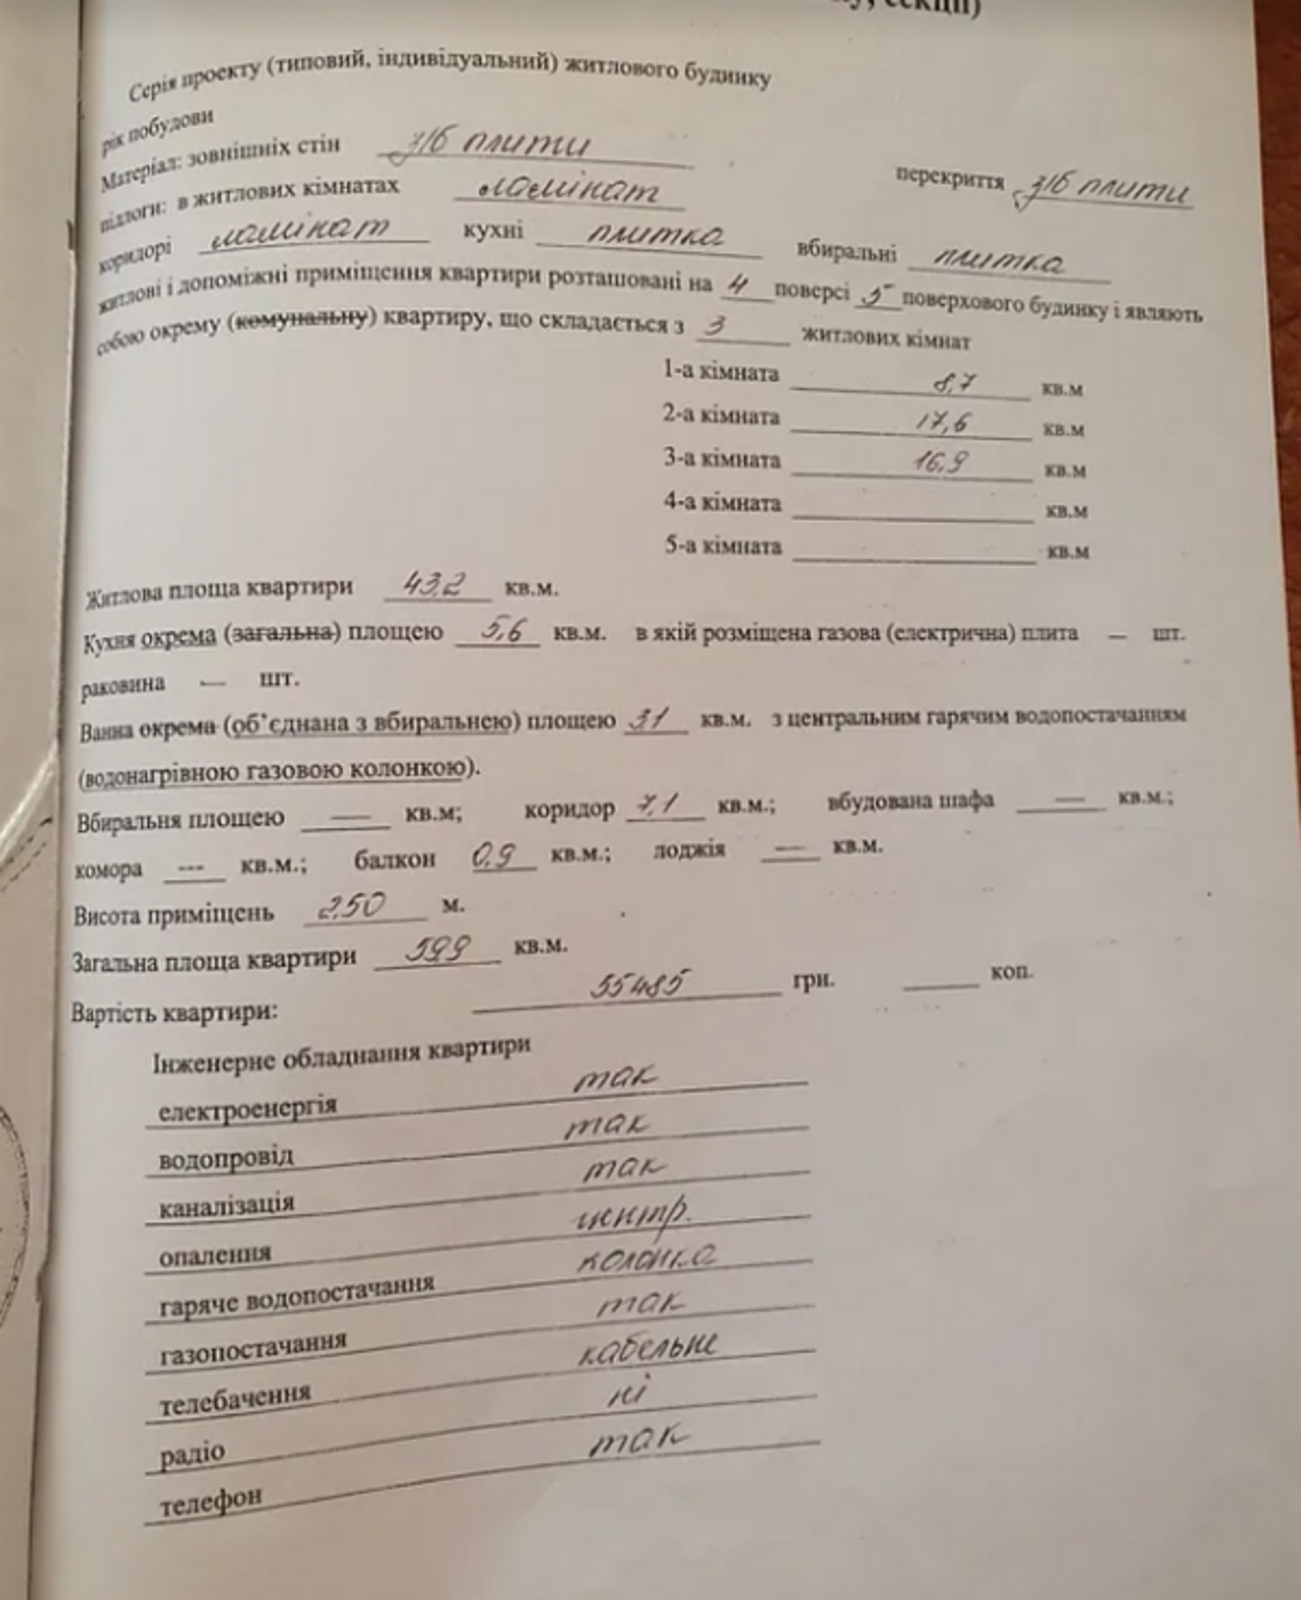 секції)
Серія проекту (типовий, індивідуальний) житлового будинку
рік побудови
Матеріал: зовнішніх стін з/б плити перекриття з/б плити
підлоги: в житлових кімнатах ламінат
коридорі ламінат кухні плитка вбиральні плитка
житлові і допоміжні приміщення квартири розташовані на 4 поверсі 5 поверхового будинку і являють
собою окрему (комунальну) квартиру, що складається з 3 житлових кімнат
1-а кімната 8,7 кв.м
2-а кімната 17,6 кв.м
3-а кімната 16,9 кв.м
4-а кімната кв.м
5-а кімната кв.м
Житлова площа квартири 43,2 кв.м.
Кухня окрема (загальна) площею 5,6 кв.м. в якій розміщена газова (електрична) плита — шт.
раковина — шт.
Ванна окрема (об'єднана з вбиральнею) площею 3,1 кв.м. з центральним гарячим водопостачанням
(водонагрівною газовою колонкою).
Вбиральня площею — кв.м; коридор 7,1 кв.м.; вбудована шафа — кв.м.;
комора --- кв.м.; балкон 0,9 кв.м.; лоджія — кв.м.
Висота приміщень 2,50 м.
Загальна площа квартири 59,9 кв.м.
Вартість квартири: 55485 грн. коп.
Інженерне обладнання квартири
електроенергія так
водопровід так
каналізація так
опалення центр.
гаряче водопостачання колонка
газопостачання так
телебачення кабельне
радіо ні
телефон так